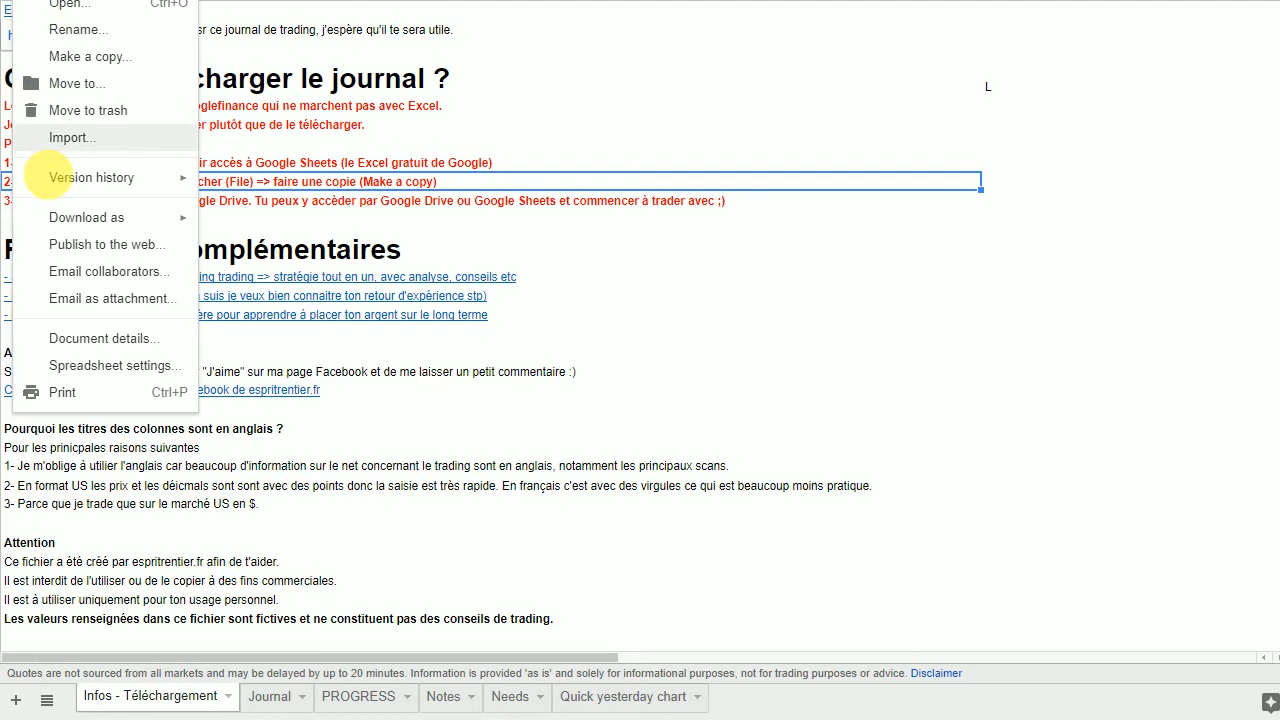 Open... Ctrl+O
Rename...
sr ce journal de trading, j'espère qu'il te sera utile.
Make a copy...
Move to...
charger le journal ?
L
Move to trash
oglefinance qui ne marchent pas avec Excel.
er plutôt que de le télécharger.
Import...
P
1- ir accès à Google Sheets (le Excel gratuit de Google)
Version history
2- cher (File) => faire une copie (Make a copy)
3- gle Drive. Tu peux y accèder par Google Drive ou Google Sheets et commencer à trader avec ;)
Download as
Publish to the web...
omplémentaires
Email collaborators...
- ing trading => stratégie tout en un, avec analyse, conseils etc
Email as attachment...
- suis je veux bien connaitre ton retour d'expérience stp)
- ère pour apprendre à placer ton argent sur le long terme
Document details...
Spreadsheet settings...
"J'aime" sur ma page Facebook et de me laisser un petit commentaire :)
Print Ctrl+P
ebook de espritrentier.fr
Pourquoi les titres des colonnes sont en anglais ?
Pour les prinicpales raisons suivantes
1- Je m'oblige à utilier l'anglais car beaucoup d'information sur le net concernant le trading sont en anglais, notamment les principaux scans.
2- En format US les prix et les déicmals sont sont avec des points donc la saisie est très rapide. En français c'est avec des virgules ce qui est beaucoup moins pratique.
3- Parce que je trade que sur le marché US en $.
Attention
Ce fichier a été créé par espritrentier.fr afin de t'aider.
Il est interdit de l'utiliser ou de le copier à des fins commerciales.
Il est à utiliser uniquement pour ton usage personnel.
Les valeurs renseignées dans ce fichier sont fictives et ne constituent pas des conseils de trading.
Quotes are not sourced from all markets and may be delayed by up to 20 minutes. Information is provided 'as is' and solely for informational purposes, not for trading purposes or advice. Disclaimer
Infos - Téléchargement Journal PROGRESS Notes Needs Quick yesterday chart